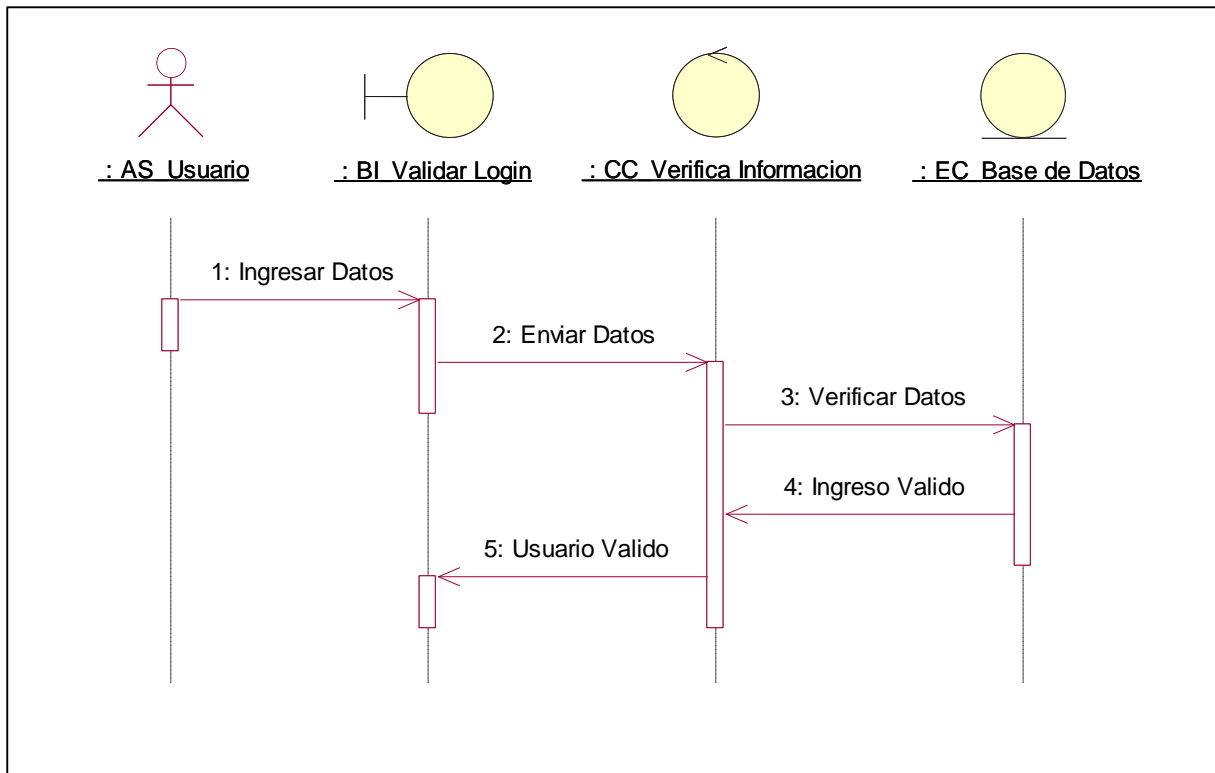 : AS_Usuario
: BI_Validar Login
: CC_Verifica Informacion
: EC_Base de Datos
1: Ingresar Datos
2: Enviar Datos
3: Verificar Datos
4: Ingreso Valido
5: Usuario Valido